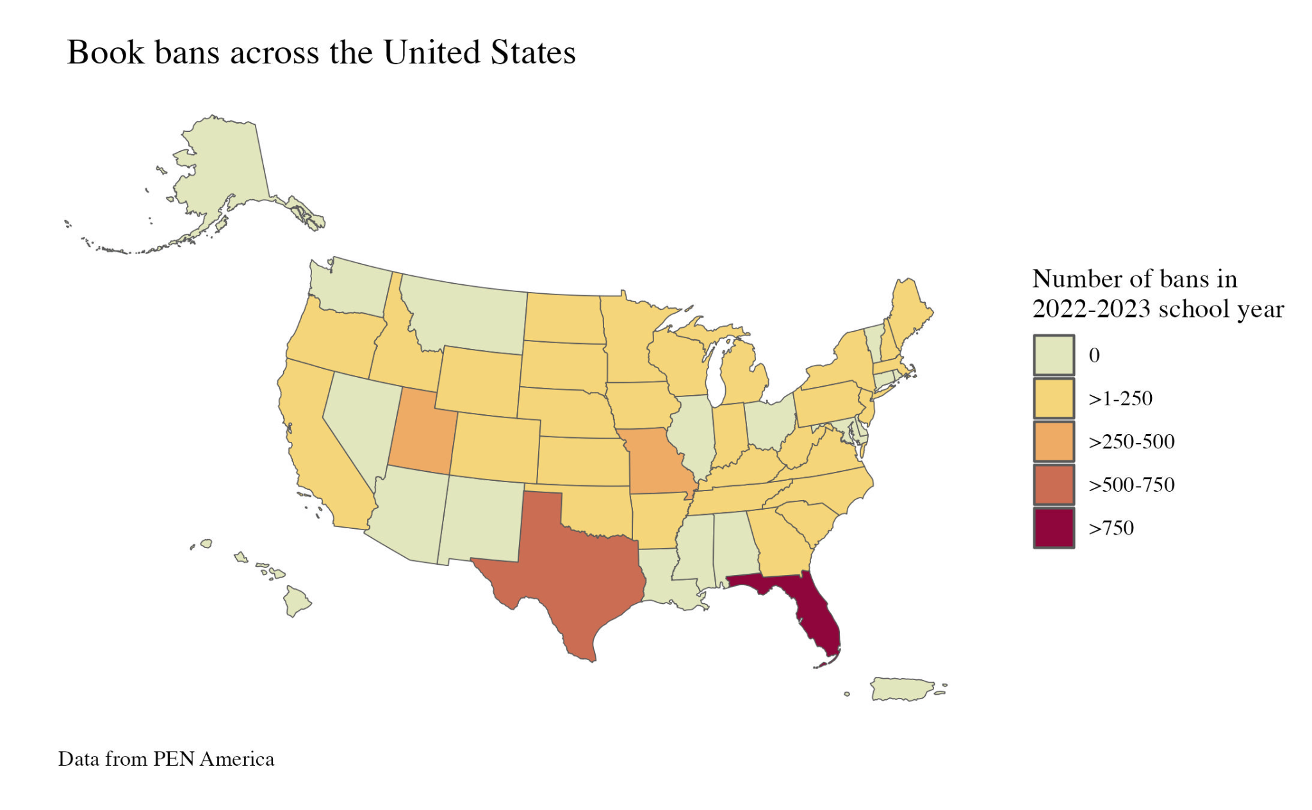 Book bans across the United States
Number of bans in
2022-2023 school year
0
>1-250
>250-500
>500-750
>750
Data from PEN America